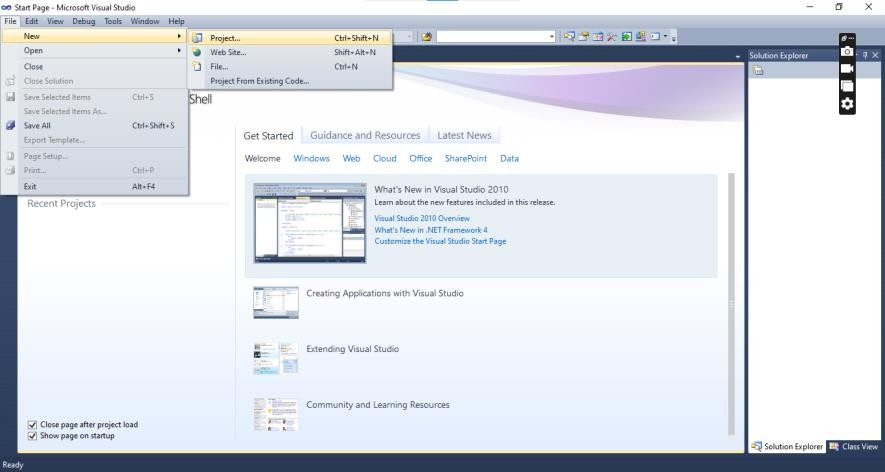 Start Page - Microsoft Visual Studio
File Edit View Debug Tools Window Help
New
Open
Close
Close Solution
Save Selected Items Ctrl+S
Save Selected Items As...
Save All Ctrl+Shift+S
Export Template...
Page Setup...
Print... Ctrl+P
Exit Alt+F4
Project... Ctrl+Shift+N
Web Site... Shift+Alt+N
File... Ctrl+N
Project From Existing Code...
Shell
Recent Projects
Close page after project load
Show page on startup
Get Started Guidance and Resources Latest News
Welcome Windows Web Cloud Office SharePoint Data
What's New in Visual Studio 2010
Learn about the new features included in this release.
Visual Studio 2010 Overview
What's New in .NET Framework 4
Customize the Visual Studio Start Page
Creating Applications with Visual Studio
Extending Visual Studio
Community and Learning Resources
Solution Explorer
Solution Explorer Class View
Ready